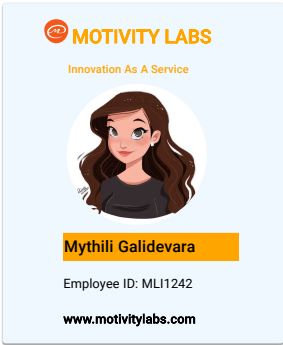 MOTIVITY LABS
Innovation As A Service
Mythili Galidevara
Employee ID: MLI1242
www.motivitylabs.com